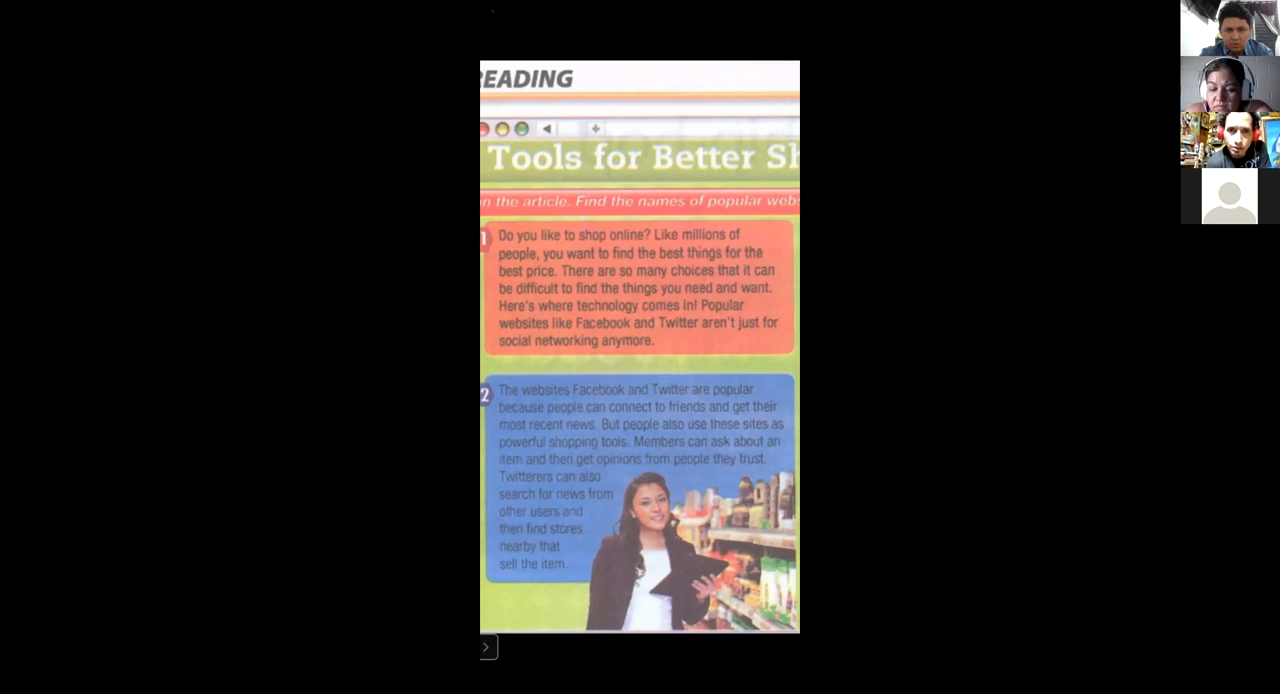 READING
Tools for Better Sh
in the article. Find the names of popular webs
1
Do you like to shop online? Like millions of
people, you want to find the best things for the
best price. There are so many choices that it can
be difficult to find the things you need and want.
Here's where technology comes in! Popular
websites like Facebook and Twitter aren't just for
social networking anymore.
2
The websites Facebook and Twitter are popular
because people can connect to friends and get their
most recent news. But people also use these sites as
powerful shopping tools. Members can ask about an
item and then get opinions from people they trust.
Twitterers can also
search for news from
other users and
then find stores
nearby that
sell the item.